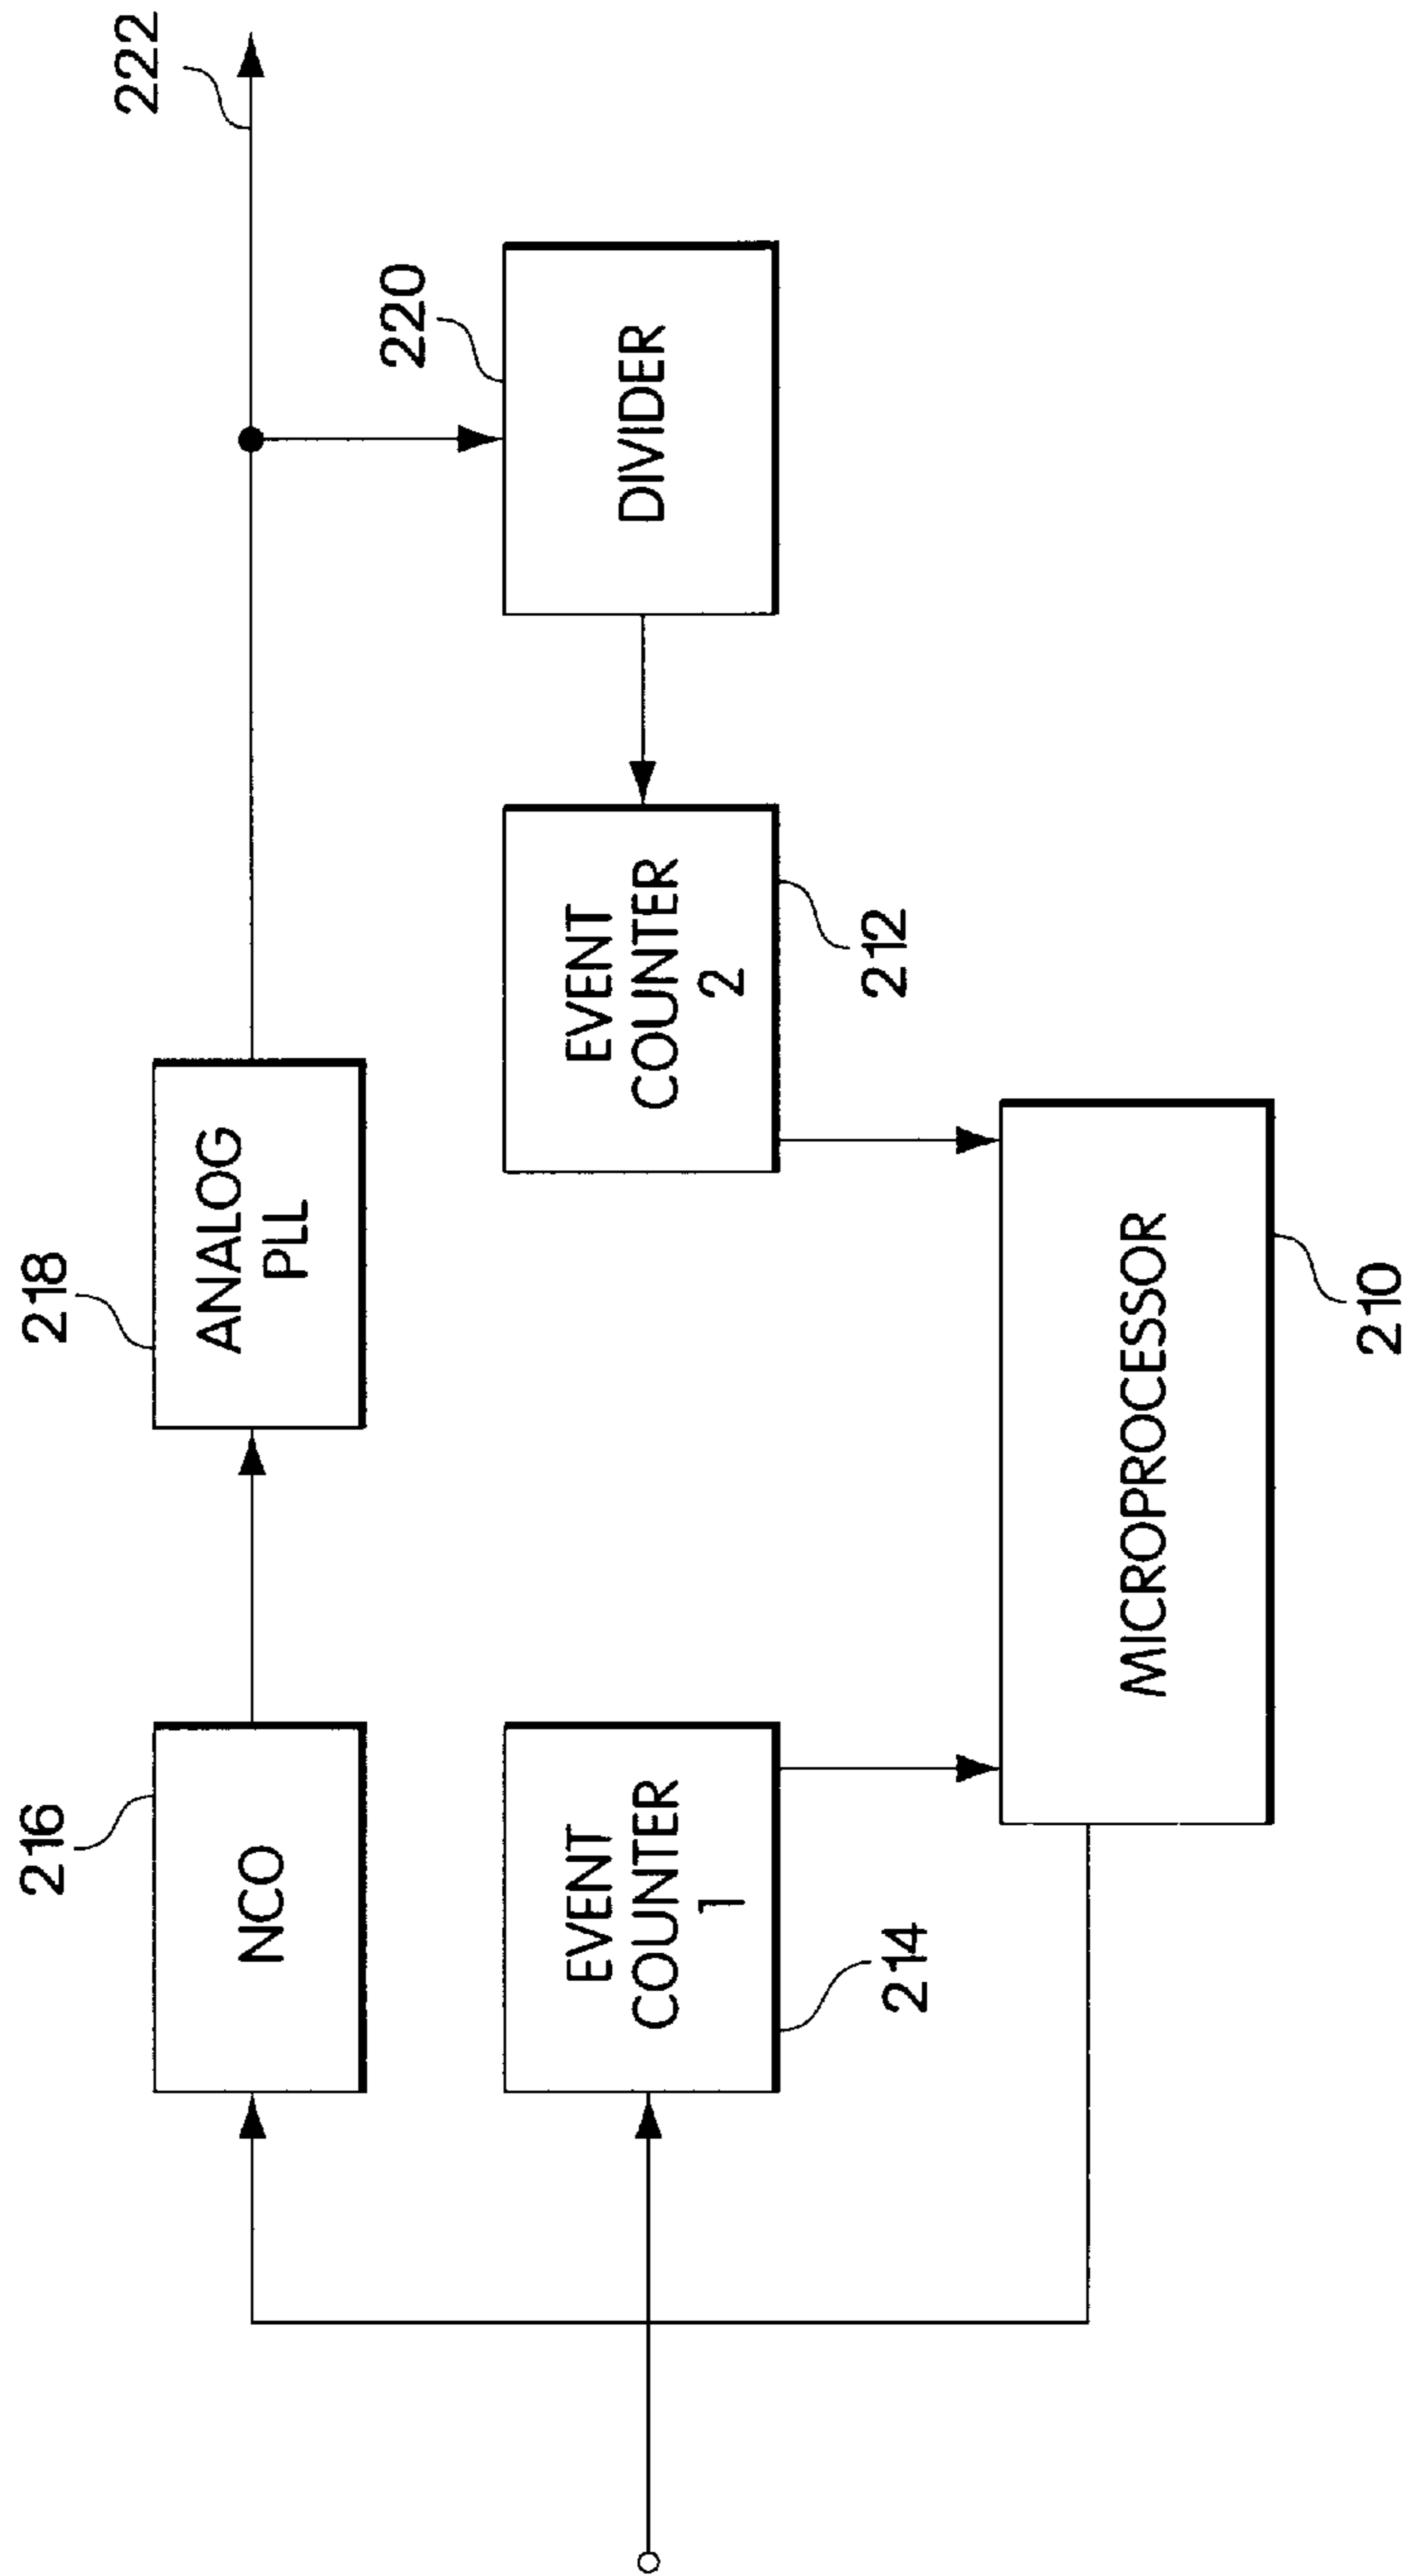 216
NCO
218
ANALOG
PLL
222
EVENT
COUNTER
1
214
EVENT
COUNTER
2
212
220
DIVIDER
MICROPROCESSOR
210